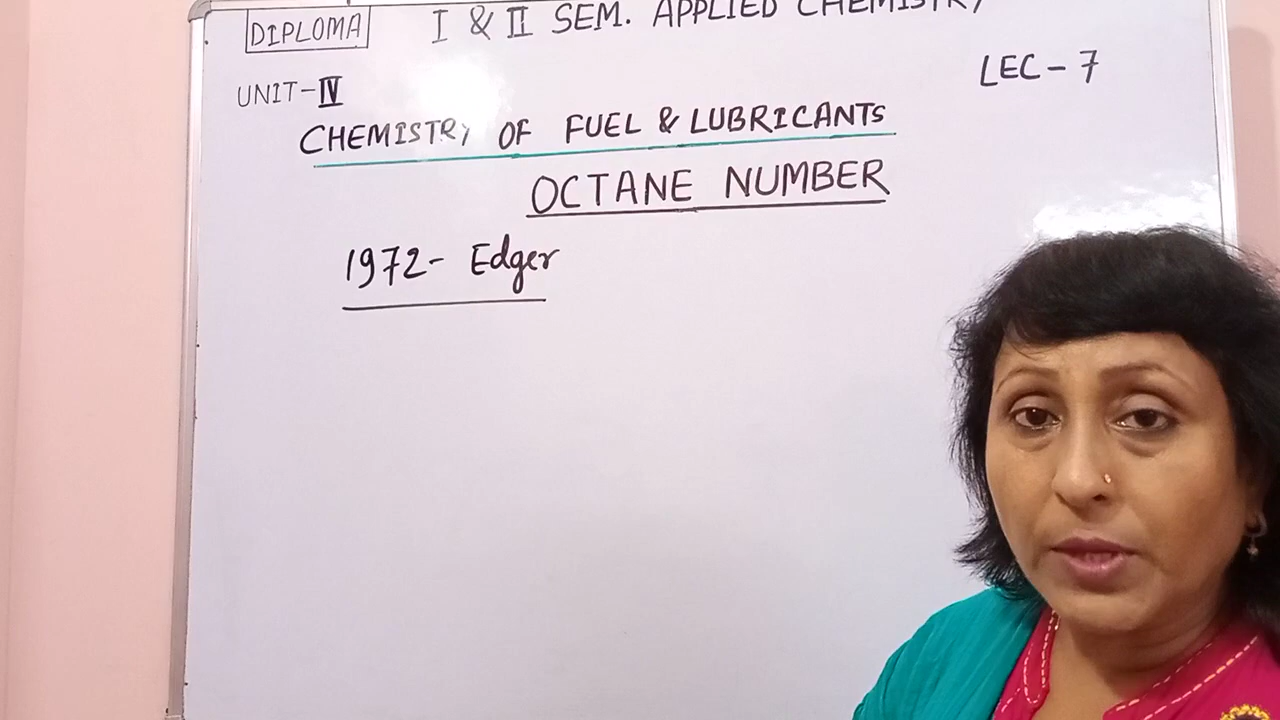 DIPLOMA I & II SEM. APPLIED CHEMISTRY
LEC-7
UNIT-IV
CHEMISTRY OF FUEL & LUBRICANTS
OCTANE NUMBER
1972- Edger